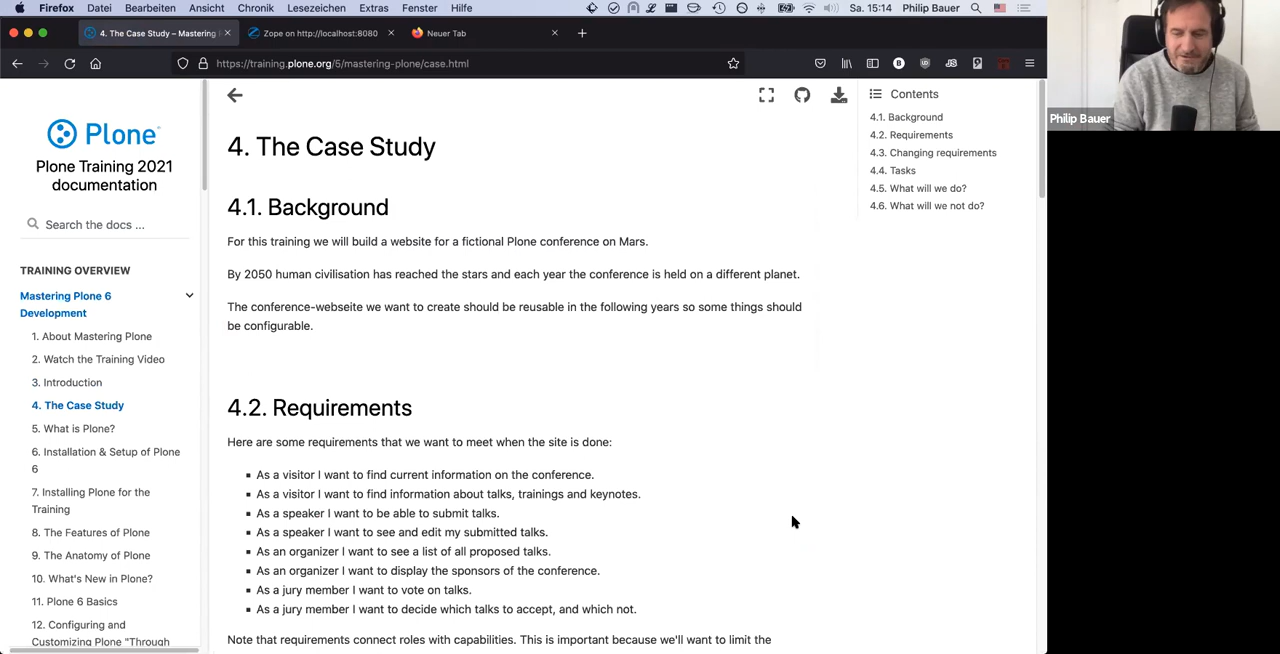 Firefox Datei Bearbeiten Ansicht Chronik Lesezeichen Extras Fenster Hilfe Sa. 15:14 Philip Bauer
4. The Case Study – Mastering Zope on http://localhost:8080 Neuer Tab
https://training.plone.org/5/mastering-plone/case.html
Plone
Plone Training 2021
documentation
Search the docs ...
TRAINING OVERVIEW
Mastering Plone 6
Development
1. About Mastering Plone
2. Watch the Training Video
3. Introduction
4. The Case Study
5. What is Plone?
6. Installation & Setup of Plone
6
7. Installing Plone for the
Training
8. The Features of Plone
9. The Anatomy of Plone
10. What's New in Plone?
11. Plone 6 Basics
12. Configuring and
Customizing Plone "Through
4. The Case Study
4.1. Background
For this training we will build a website for a fictional Plone conference on Mars.
By 2050 human civilisation has reached the stars and each year the conference is held on a different planet.
The conference-webseite we want to create should be reusable in the following years so some things should
be configurable.
4.2. Requirements
Here are some requirements that we want to meet when the site is done:
As a visitor I want to find current information on the conference.
As a visitor I want to find information about talks, trainings and keynotes.
As a speaker I want to be able to submit talks.
As a speaker I want to see and edit my submitted talks.
As an organizer I want to see a list of all proposed talks.
As an organizer I want to display the sponsors of the conference.
As a jury member I want to vote on talks.
As a jury member I want to decide which talks to accept, and which not.
Note that requirements connect roles with capabilities. This is important because we'll want to limit the
Contents
4.1. Background
4.2. Requirements
4.3. Changing requirements
4.4. Tasks
4.5. What will we do?
4.6. What will we not do?
Philip Bauer